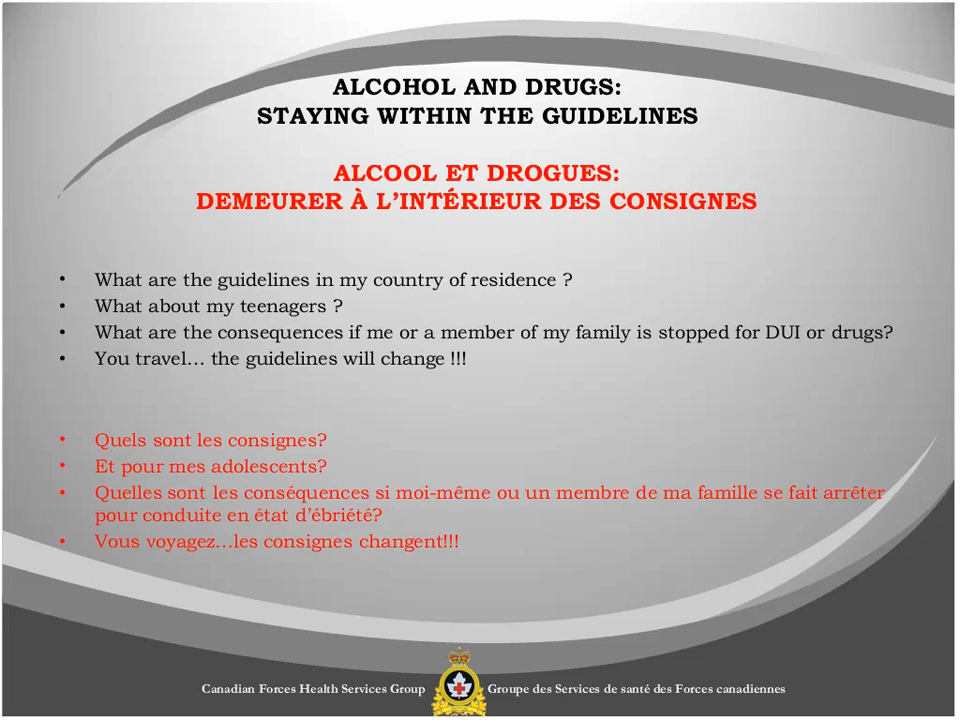 ALCOHOL AND DRUGS:
STAYING WITHIN THE GUIDELINES
ALCOOL ET DROGUES:
DEMEURER À L’INTÉRIEUR DES CONSIGNES
• What are the guidelines in my country of residence ?
• What about my teenagers ?
• What are the consequences if me or a member of my family is stopped for DUI or drugs?
• You travel… the guidelines will change !!!
• Quels sont les consignes?
• Et pour mes adolescents?
• Quelles sont les conséquences si moi-même ou un membre de ma famille se fait arrêter
pour conduite en état d’ébriété?
• Vous voyagez…les consignes changent!!!
Canadian Forces Health Services Group Groupe des Services de santé des Forces canadiennes